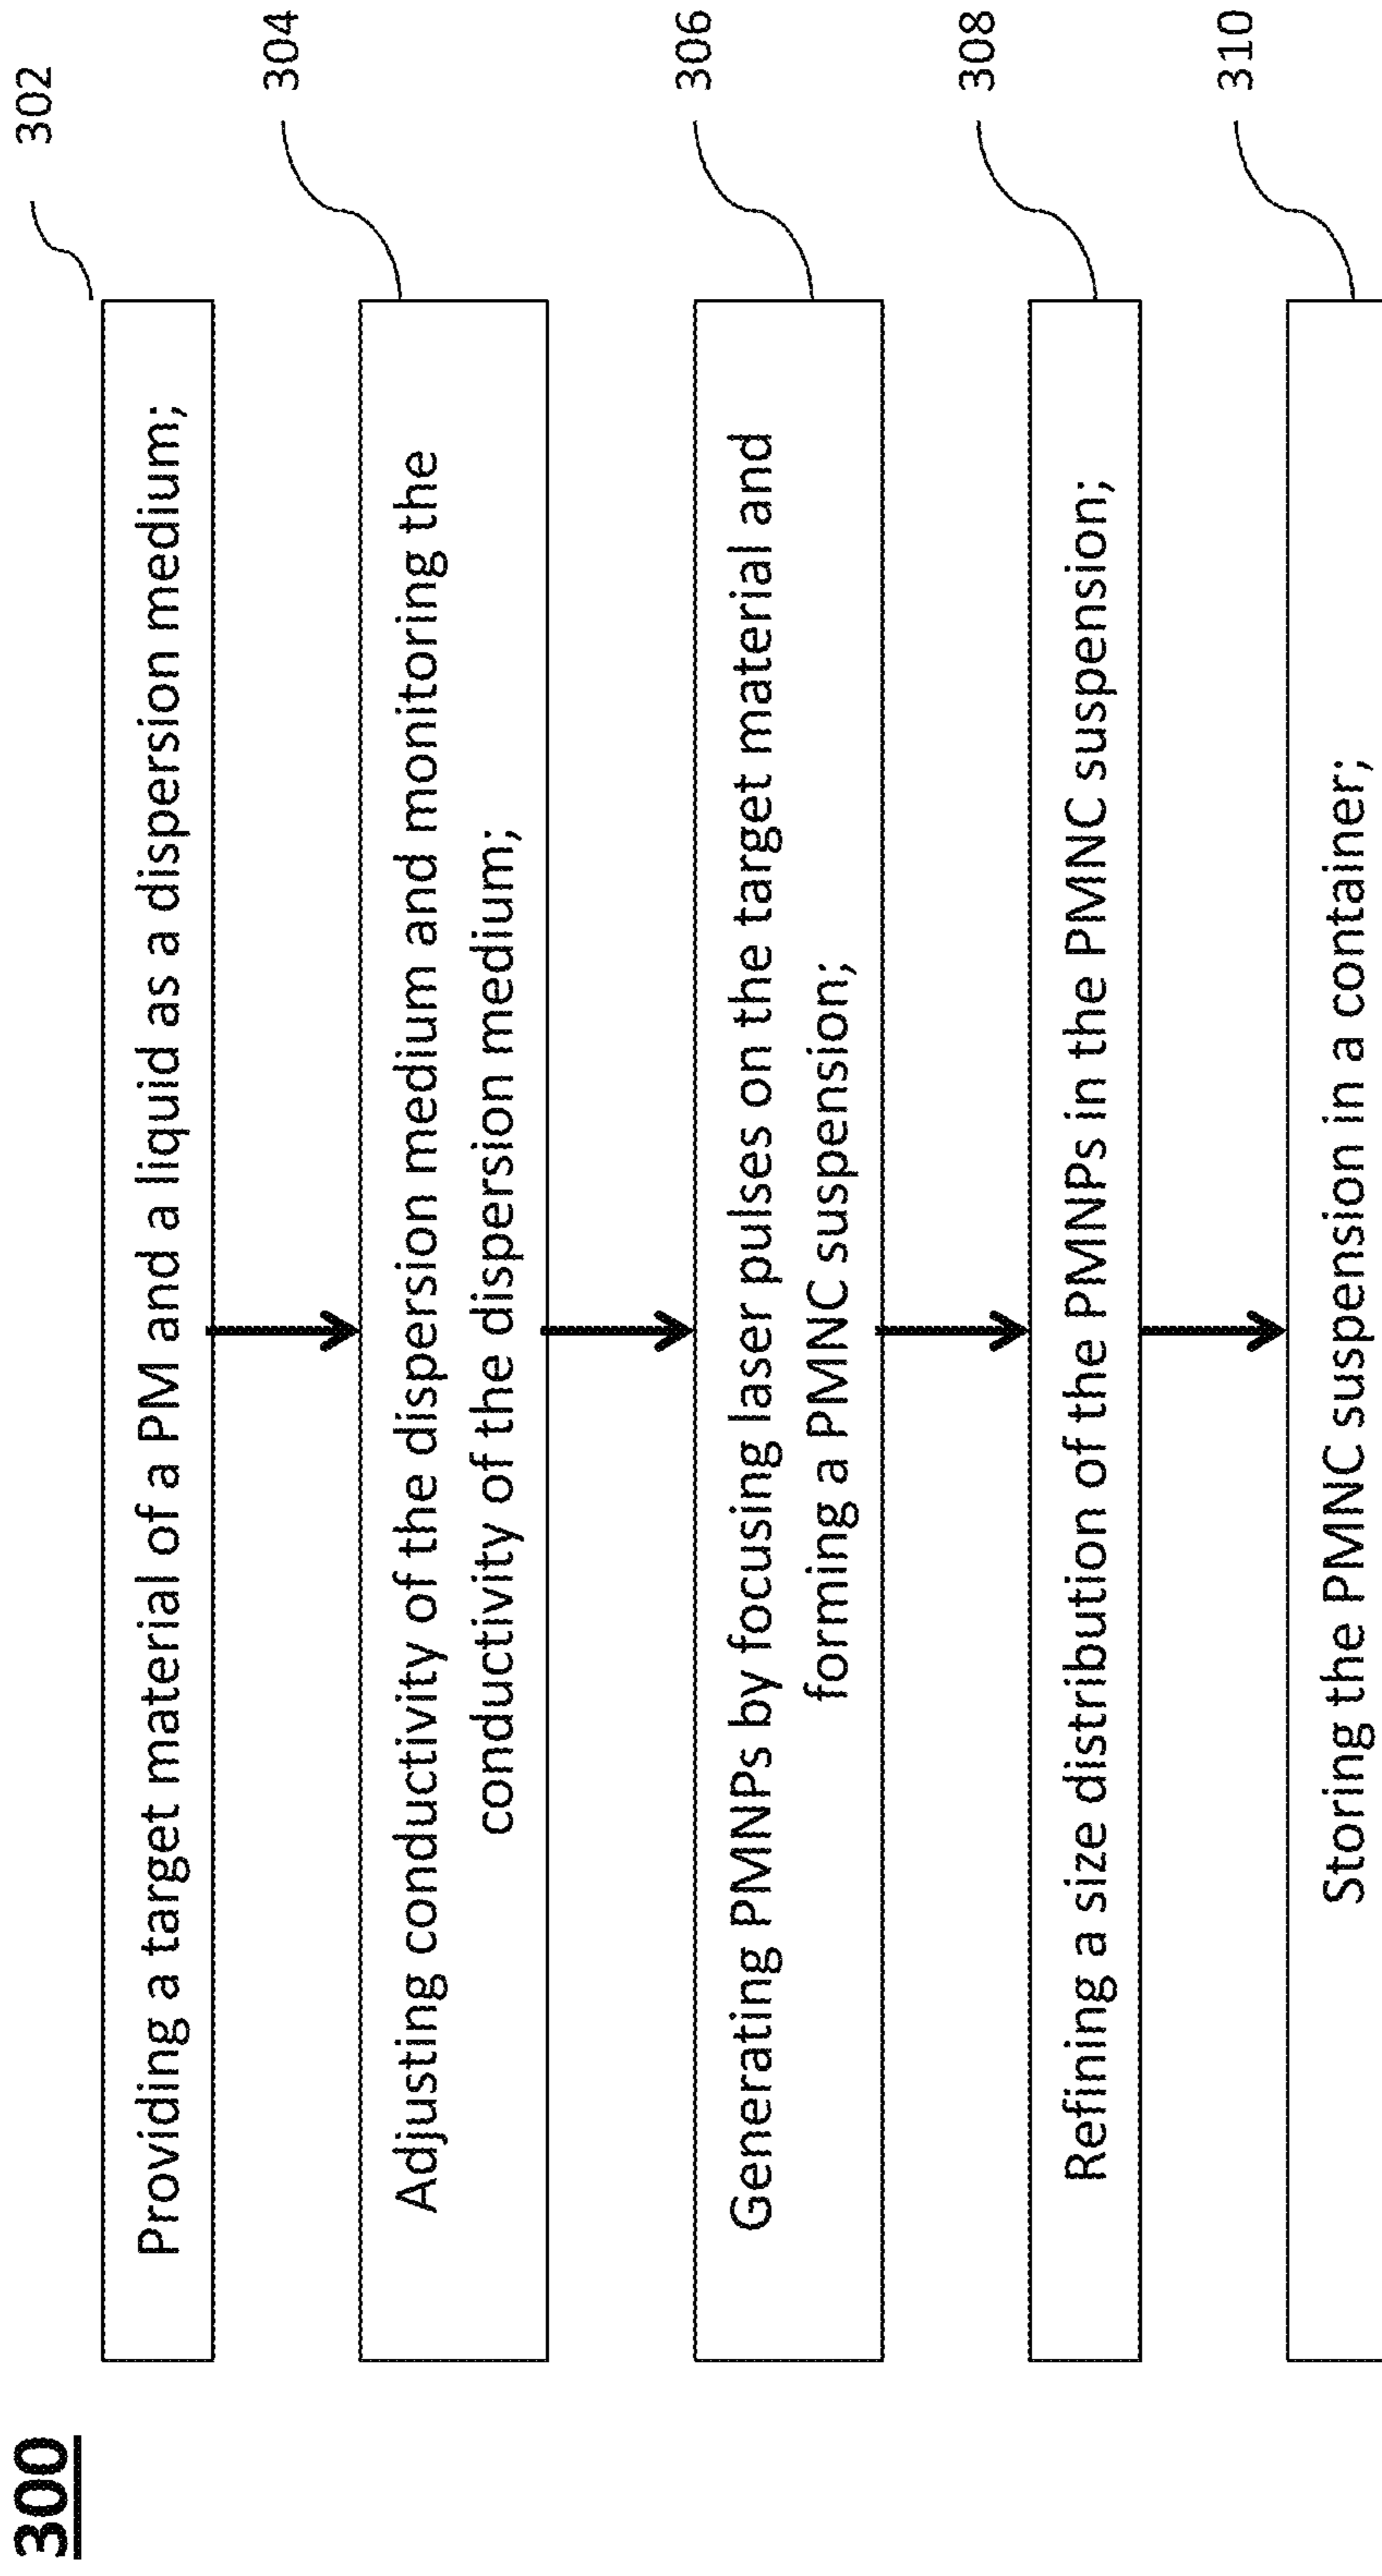 300
302
Providing a target material of a PM and a liquid as a dispersion medium;
304
Adjusting conductivity of the dispersion medium and monitoring the
conductivity of the dispersion medium;
306
Generating PMNPs by focusing laser pulses on the target material and
forming a PMNC suspension;
308
Refining a size distribution of the PMNPs in the PMNC suspension;
310
Storing the PMNC suspension in a container;